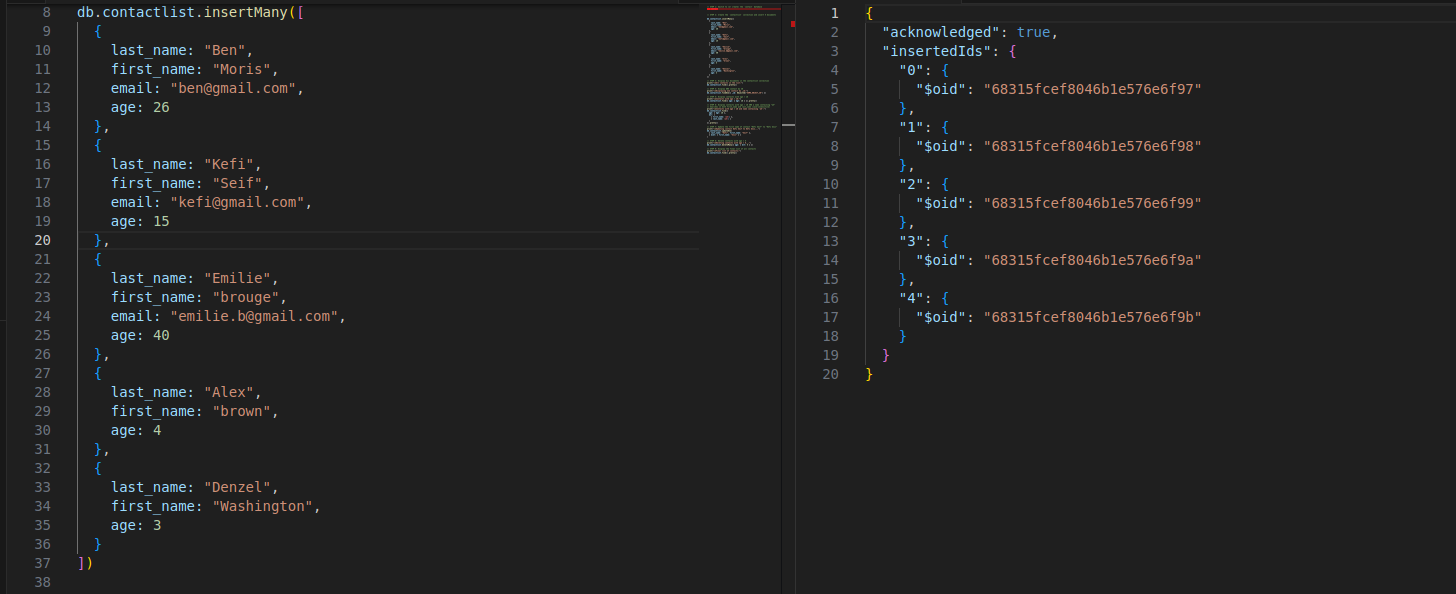 8 db.contactlist.insertMany([
9 {
10 last_name: "Ben",
11 first_name: "Moris",
12 email: "ben@gmail.com",
13 age: 26
14 },
15 {
16 last_name: "Kefi",
17 first_name: "Seif",
18 email: "kefi@gmail.com",
19 age: 15
20 },
21 {
22 last_name: "Emilie",
23 first_name: "brouge",
24 email: "emilie.b@gmail.com",
25 age: 40
26 },
27 {
28 last_name: "Alex",
29 first_name: "brown",
30 age: 4
31 },
32 {
33 last_name: "Denzel",
34 first_name: "Washington",
35 age: 3
36 }
37 ])
38
1 {
2 "acknowledged": true,
3 "insertedIds": {
4 "0": {
5 "$oid": "68315fcef8046b1e576e6f97"
6 },
7 "1": {
8 "$oid": "68315fcef8046b1e576e6f98"
9 },
10 "2": {
11 "$oid": "68315fcef8046b1e576e6f99"
12 },
13 "3": {
14 "$oid": "68315fcef8046b1e576e6f9a"
15 },
16 "4": {
17 "$oid": "68315fcef8046b1e576e6f9b"
18 }
19 }
20 }